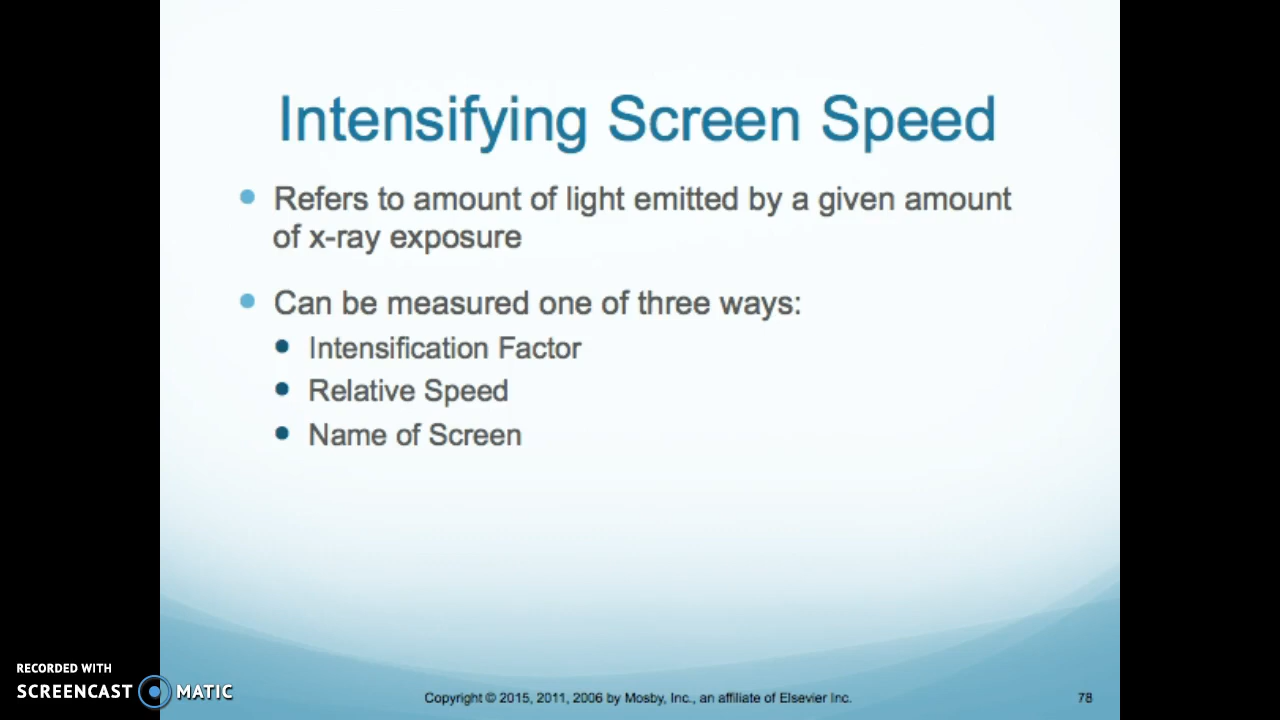 Intensifying Screen Speed
Refers to amount of light emitted by a given amount
of x-ray exposure
Can be measured one of three ways:
Intensification Factor
Relative Speed
Name of Screen
RECORDED WITH
SCREENCAST MATIC
Copyright © 2015, 2011, 2006 by Mosby, Inc., an affiliate of Elsevier Inc.
78